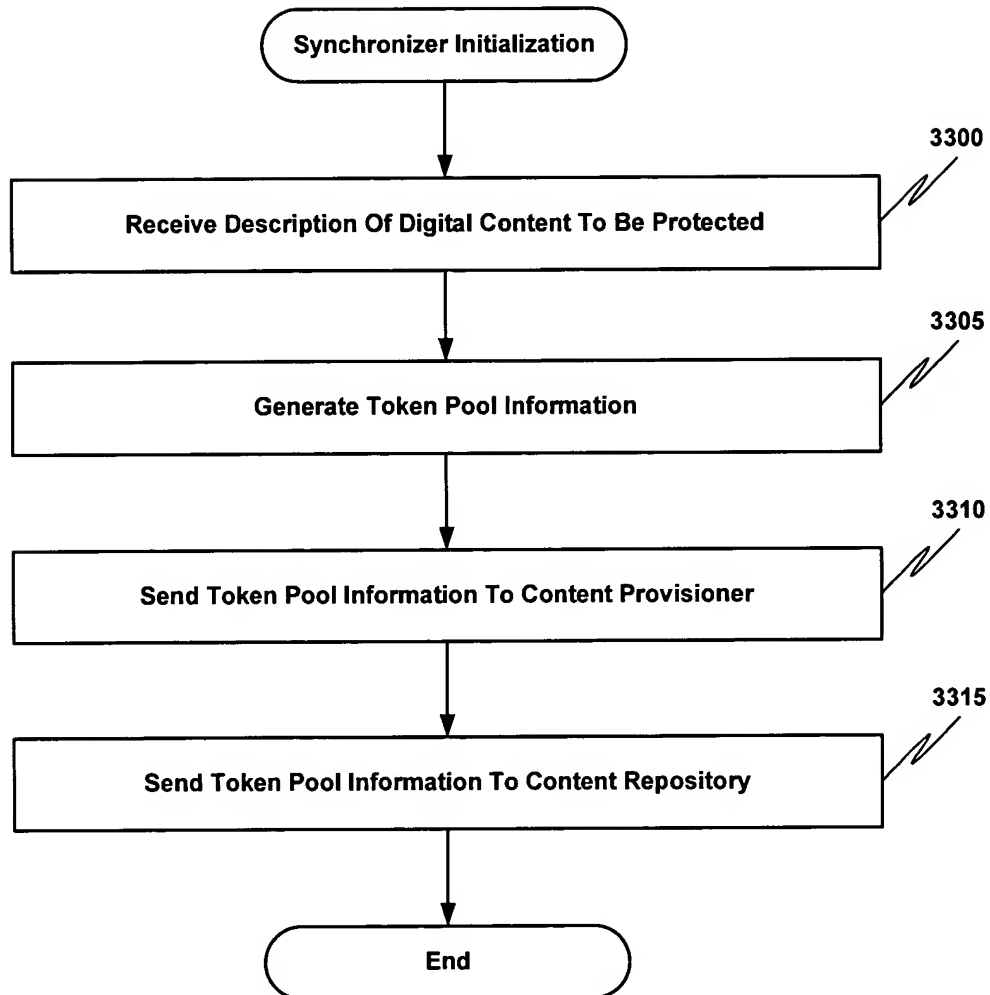 Synchronizer Initialization
3300
Receive Description Of Digital Content To Be Protected
3305
Generate Token Pool Information
3310
Send Token Pool Information To Content Provisioner
3315
Send Token Pool Information To Content Repository
End